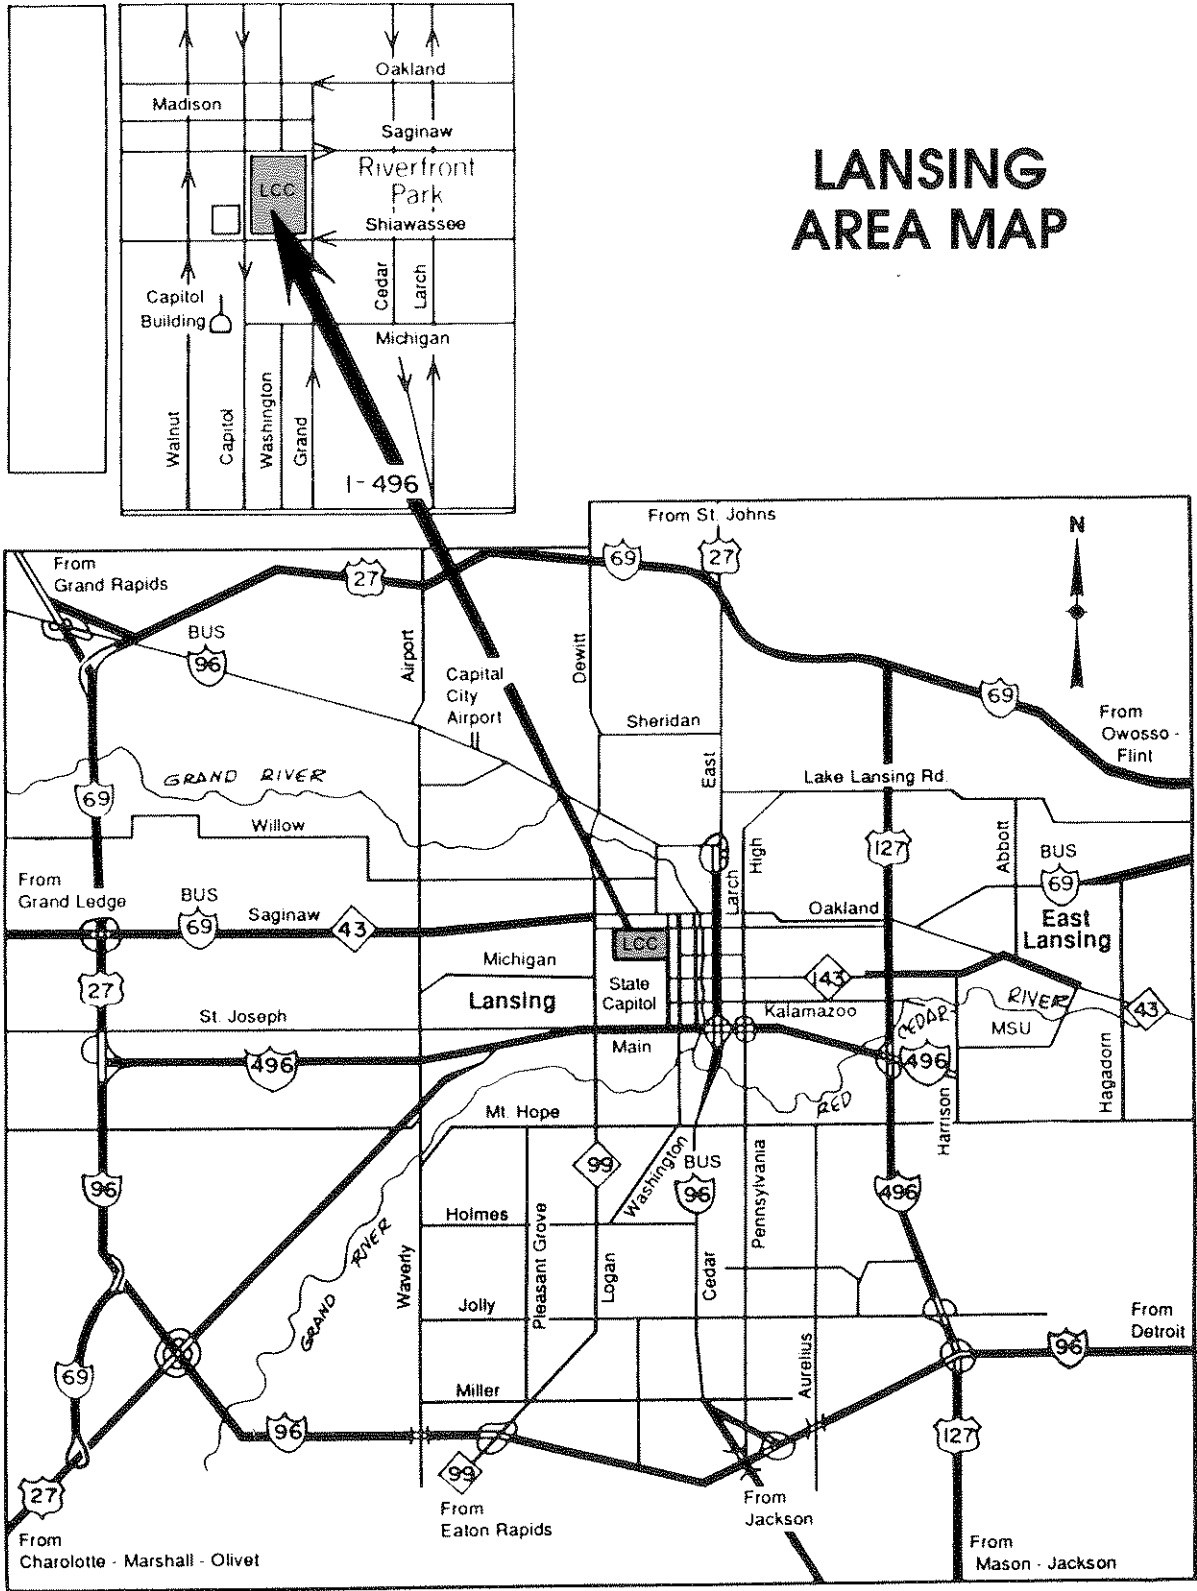 LANSING
AREA MAP
Oakland
Madison
Saginaw
Riverfront
Park
LCC
Shiawassee
Cedar
Larch
Capitol
Building
Michigan
Walnut
Capitol
Washington
Grand
I-496
From St. Johns
N
From
Grand Rapids
27
69
27
BUS
96
Airport
Dewitt
Capital
City
Airport
Sheridan
69
From
Owosso -
Flint
East
GRAND RIVER
Lake Lansing Rd.
69
Willow
High
127
Abbott
BUS
69
Larch
From
Grand Ledge
BUS
69
Saginaw
43
Oakland
East
Lansing
LCC
Michigan
143
27
Lansing
State
Capitol
Kalamazoo
RIVER
43
St. Joseph
CEDAR
MSU
Main
496
496
Hagadorn
RED
Mt. Hope
Harrison
99
Washington
BUS
96
Pennsylvania
96
496
Holmes
Pleasant Grove
GRAND RIVER
Waverly
Logan
Cedar
Jolly
From
Detroit
96
69
Aurelius
Miller
96
127
99
27
From
Eaton Rapids
From
Jackson
From
Charolotte - Marshall - Olivet
From
Mason - Jackson